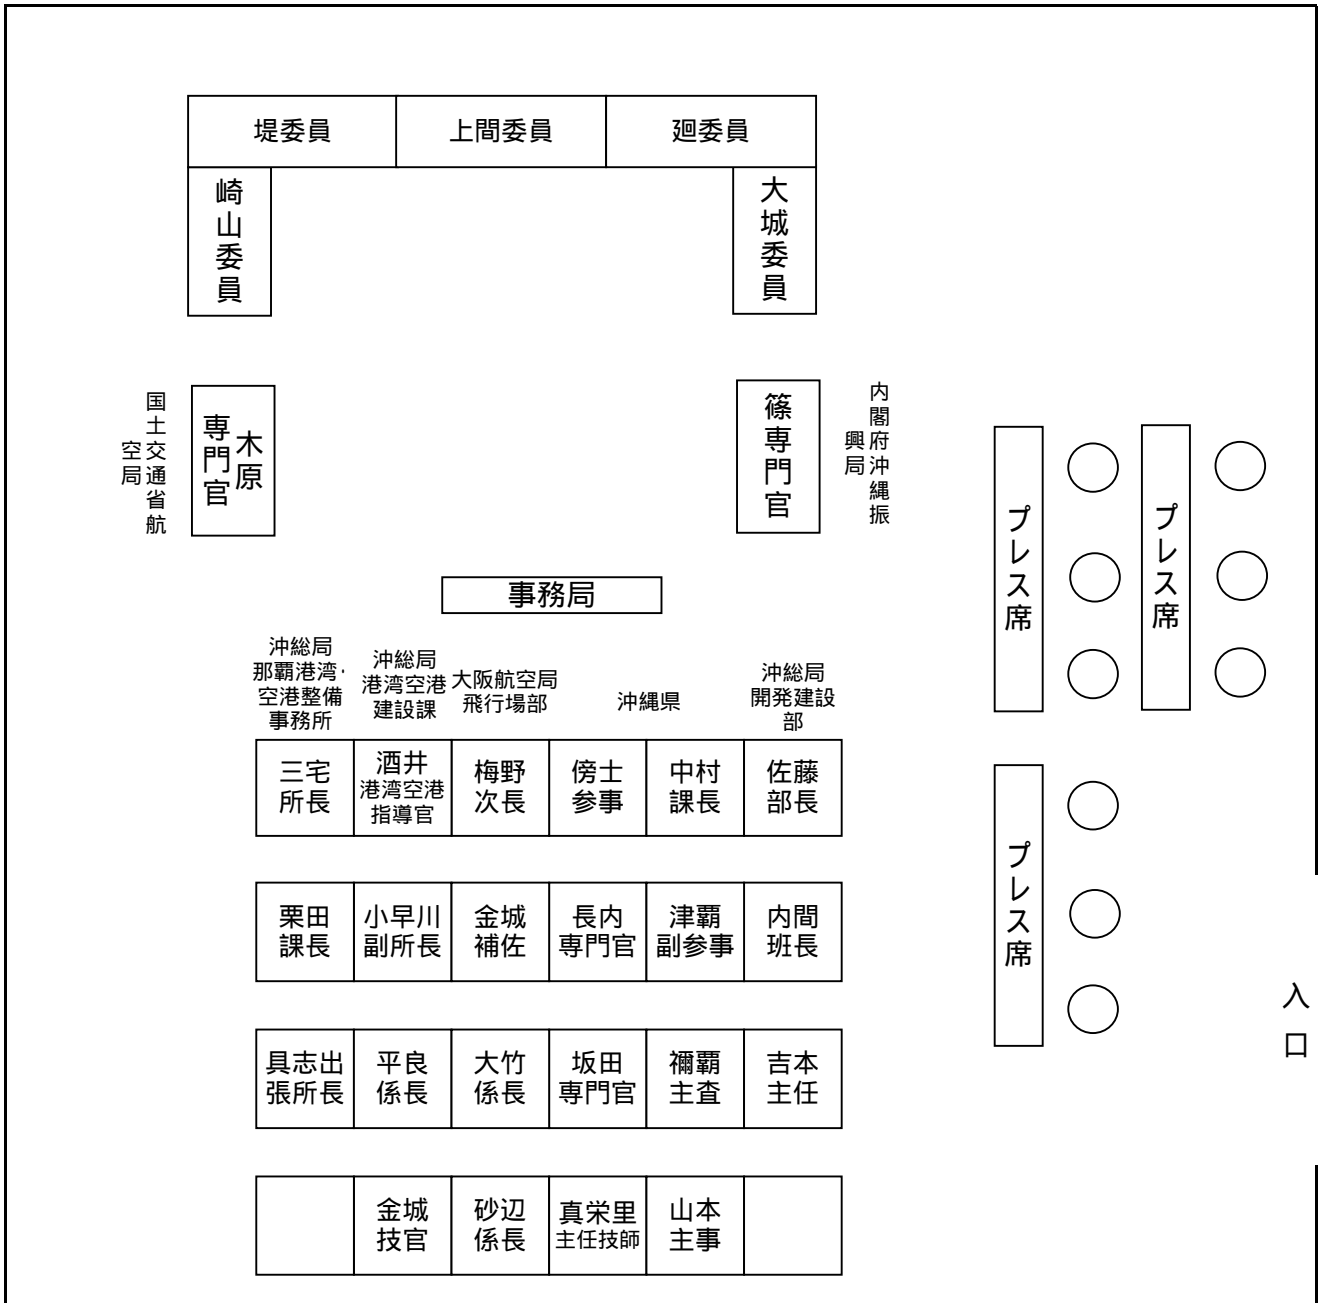 堤委員
上間委員
廻委員
崎山委員
大城委員
国土交通省航
空局
木原
専門官
篠専門官
内閣府沖縄振
興局
プレス席
プレス席
事務局
沖総局
那覇港湾・
空港整備
事務所
沖総局
港湾空港
建設課
大阪航空局
飛行場部
沖縄県
沖総局
開発建設
部
三宅
所長
酒井
港湾空港
指導官
梅野
次長
傍士
参事
中村
課長
佐藤
部長
プレス席
栗田
課長
小早川
副所長
金城
補佐
長内
専門官
津覇
副参事
内間
班長
入口
具志出
張所長
平良
係長
大竹
係長
坂田
専門官
禰覇
主査
吉本
主任
金城
技官
砂辺
係長
真栄里
主任技師
山本
主事